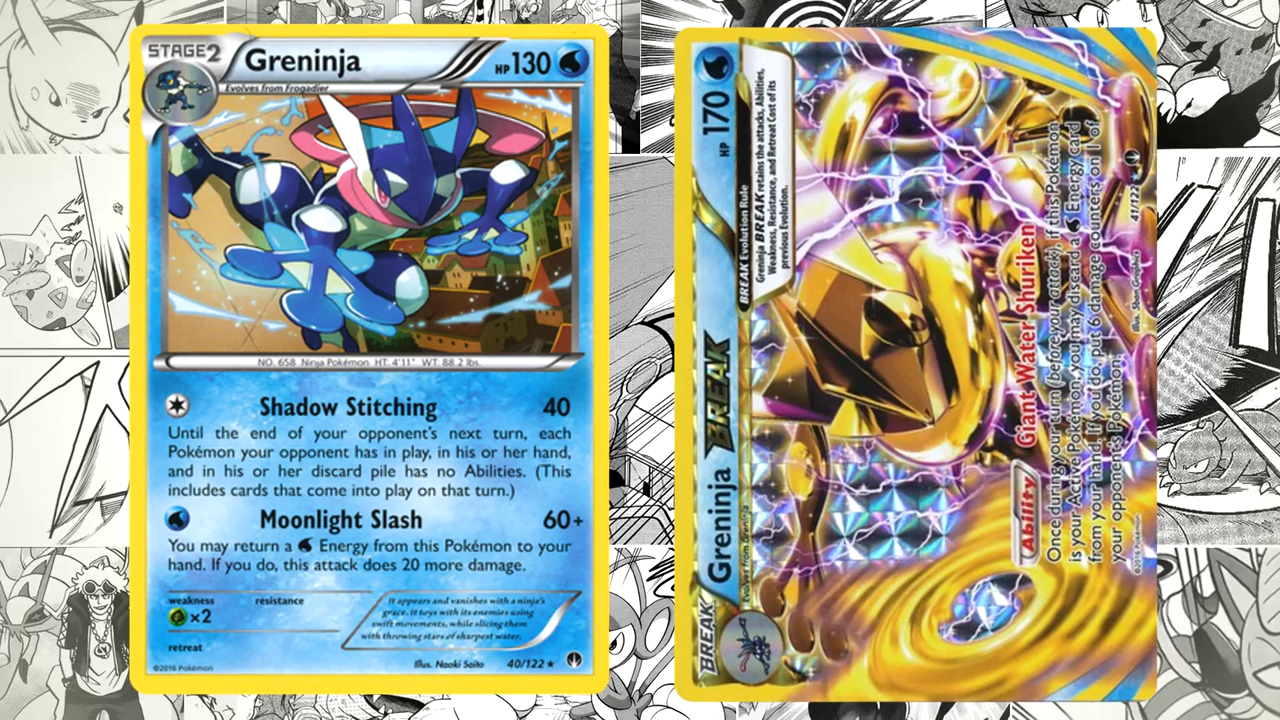 STAGE2
Greninja
HP130
Evolves from Frogadier
NO. 658 Ninja Pokémon HT: 4'11" WT: 88.2 lbs.
Shadow Stitching 40
Until the end of your opponent's next turn, each
Pokémon your opponent has in play, in his or her hand,
and in his or her discard pile has no Abilities. (This
includes cards that come into play on that turn.)
Moonlight Slash 60+
You may return a Energy from this Pokémon to your
hand. If you do, this attack does 20 more damage.
weakness resistance
×2
retreat
It appears and vanishes with a ninja's
grace. It toys with its enemies using
swift movements, while slicing them
with throwing stars of sharpest water.
©2016 Pokémon
Illus. Naoki Saito 40/122 ★
BREAK
Greninja BREAK
HP 170
Evolves from Greninja
BREAK Evolution Rule
Greninja BREAK retains the attacks, Abilities,
Weakness, Resistance, and Retreat Cost of its
previous Evolution.
Ability Giant Water Shuriken
Once during your turn (before your attack), if this Pokémon
is your Active Pokémon, you may discard a Energy card
from your hand. If you do, put 6 damage counters on 1 of
your opponent's Pokémon.
©2016 Pokémon
Illus. 5ban Graphics
41/122 ★